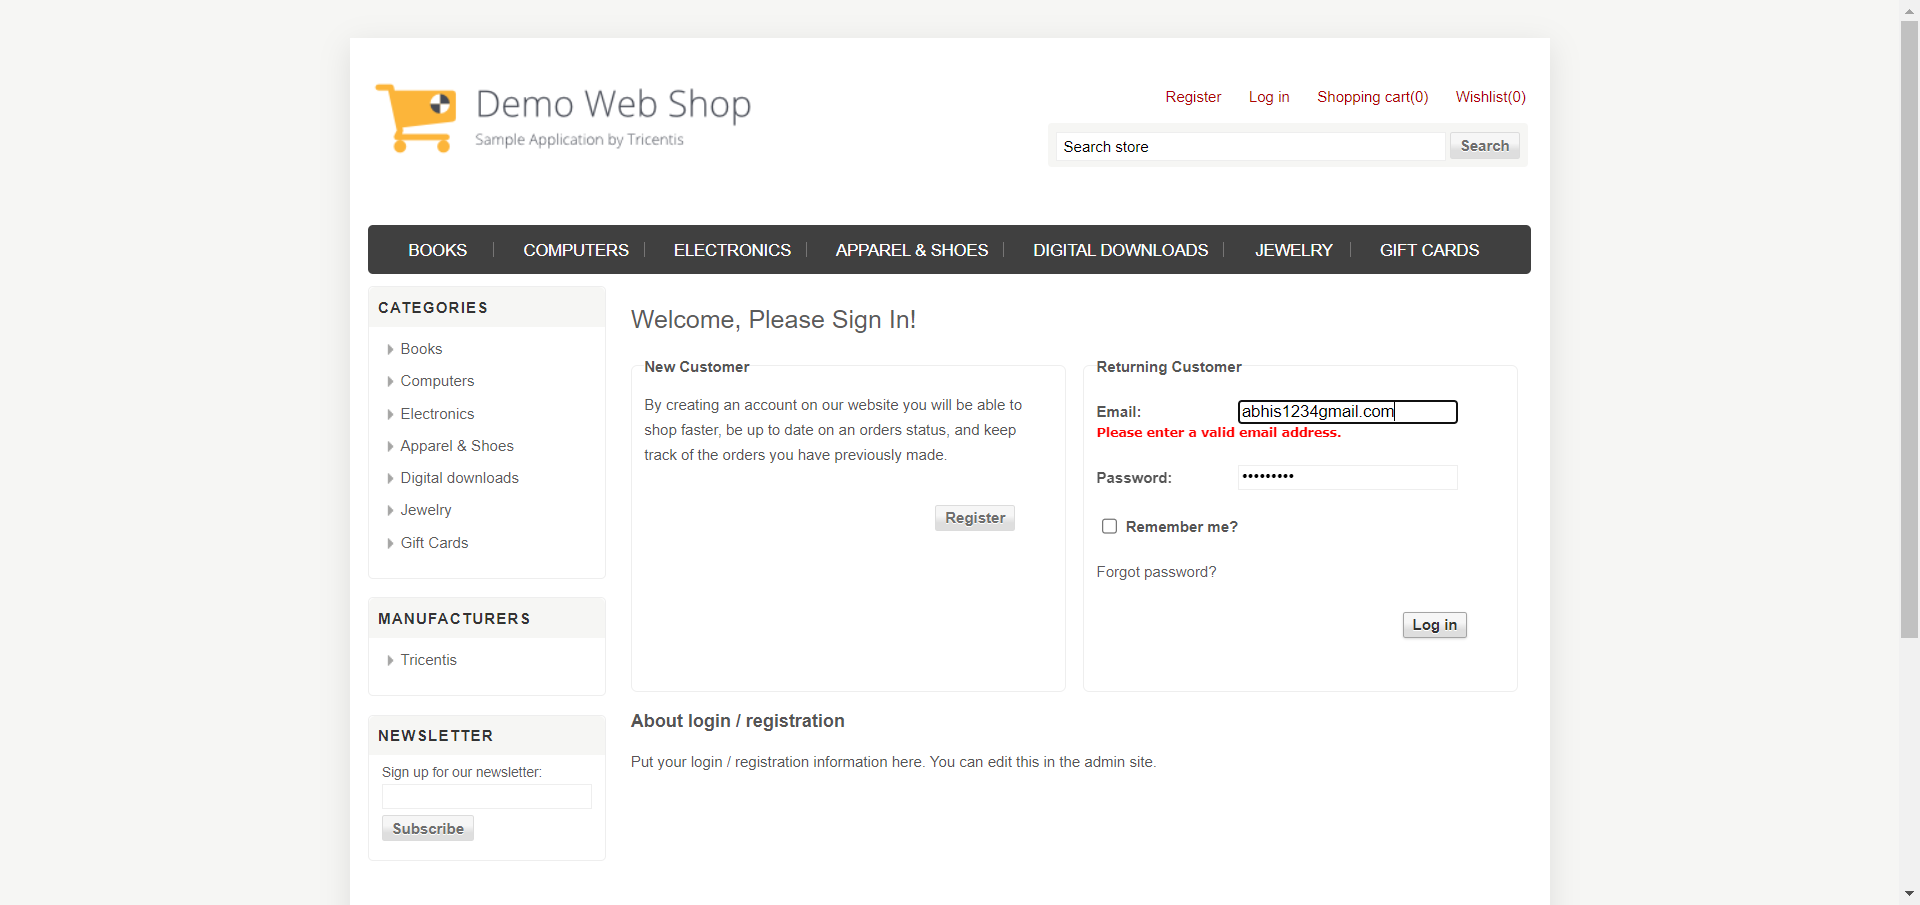 Demo Web Shop
Sample Application by Tricentis
Register Log in Shopping cart(0) Wishlist(0)
Search store Search
BOOKS COMPUTERS ELECTRONICS APPAREL & SHOES DIGITAL DOWNLOADS JEWELRY GIFT CARDS
CATEGORIES
Books
Computers
Electronics
Apparel & Shoes
Digital downloads
Jewelry
Gift Cards
MANUFACTURERS
Tricentis
NEWSLETTER
Sign up for our newsletter:
Subscribe
Welcome, Please Sign In!
New Customer
By creating an account on our website you will be able to
shop faster, be up to date on an orders status, and keep
track of the orders you have previously made.
Register
Returning Customer
Email: abhis1234gmail.com
Please enter a valid email address.
Password: •••••••••
Remember me?
Forgot password?
Log in
About login / registration
Put your login / registration information here. You can edit this in the admin site.